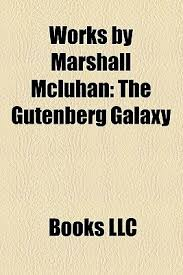 Works by
Marshall
Mcluhan: The
Gutenberg Galaxy
Books LLC